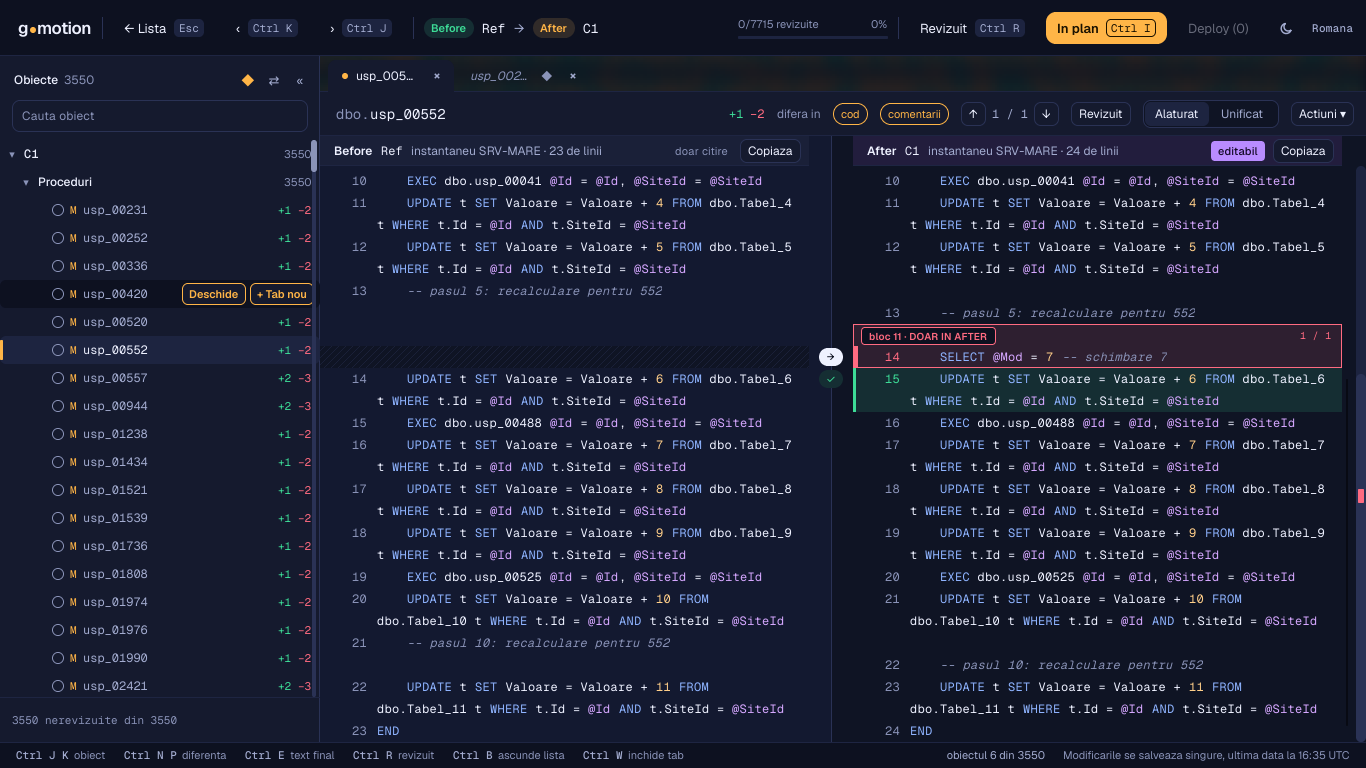 g•motion
← Lista Esc ‹ Ctrl K › Ctrl J Before Ref → After C1 0/7715 revizuite 0% Revizuit Ctrl R In plan Ctrl I Deploy (0) Romana
Obiecte 3550 ⇄ «
Cauta obiect
▾ C1 3550
▾ Proceduri 3550
M usp_00231 +1 −2
M usp_00252 +1 −2
M usp_00336 +1 −2
M usp_00420 Deschide + Tab nou
M usp_00520 +1 −2
M usp_00552 +1 −2
M usp_00557 +2 −3
M usp_00944 +2 −3
M usp_01238 +1 −2
M usp_01434 +1 −2
M usp_01521 +1 −2
M usp_01539 +1 −2
M usp_01736 +1 −2
M usp_01808 +1 −2
M usp_01974 +1 −2
M usp_01976 +1 −2
M usp_01990 +1 −2
M usp_02421 +2 −3
3550 nerevizuite din 3550
• usp_005… × usp_002… ◆ ×
dbo.usp_00552 +1 −2 difera in cod comentarii ↑ 1 / 1 ↓ Revizuit Alaturat Unificat Actiuni ▾
Before Ref instantaneu SRV-MARE · 23 de linii doar citire Copiaza
10 EXEC dbo.usp_00041 @Id = @Id, @SiteId = @SiteId
11 UPDATE t SET Valoare = Valoare + 4 FROM dbo.Tabel_4
t WHERE t.Id = @Id AND t.SiteId = @SiteId
12 UPDATE t SET Valoare = Valoare + 5 FROM dbo.Tabel_5
t WHERE t.Id = @Id AND t.SiteId = @SiteId
13 -- pasul 5: recalculare pentru 552
14 UPDATE t SET Valoare = Valoare + 6 FROM dbo.Tabel_6
t WHERE t.Id = @Id AND t.SiteId = @SiteId
15 EXEC dbo.usp_00488 @Id = @Id, @SiteId = @SiteId
16 UPDATE t SET Valoare = Valoare + 7 FROM dbo.Tabel_7
t WHERE t.Id = @Id AND t.SiteId = @SiteId
17 UPDATE t SET Valoare = Valoare + 8 FROM dbo.Tabel_8
t WHERE t.Id = @Id AND t.SiteId = @SiteId
18 UPDATE t SET Valoare = Valoare + 9 FROM dbo.Tabel_9
t WHERE t.Id = @Id AND t.SiteId = @SiteId
19 EXEC dbo.usp_00525 @Id = @Id, @SiteId = @SiteId
20 UPDATE t SET Valoare = Valoare + 10 FROM
dbo.Tabel_10 t WHERE t.Id = @Id AND t.SiteId = @SiteId
21 -- pasul 10: recalculare pentru 552
22 UPDATE t SET Valoare = Valoare + 11 FROM
dbo.Tabel_11 t WHERE t.Id = @Id AND t.SiteId = @SiteId
23 END
→
✓
After C1 instantaneu SRV-MARE · 24 de linii editabil Copiaza
10 EXEC dbo.usp_00041 @Id = @Id, @SiteId = @SiteId
11 UPDATE t SET Valoare = Valoare + 4 FROM dbo.Tabel_4
t WHERE t.Id = @Id AND t.SiteId = @SiteId
12 UPDATE t SET Valoare = Valoare + 5 FROM dbo.Tabel_5
t WHERE t.Id = @Id AND t.SiteId = @SiteId
13 -- pasul 5: recalculare pentru 552
bloc 11 · DOAR IN AFTER 1 / 1
14 SELECT @Mod = 7 -- schimbare 7
15 UPDATE t SET Valoare = Valoare + 6 FROM dbo.Tabel_6
t WHERE t.Id = @Id AND t.SiteId = @SiteId
16 EXEC dbo.usp_00488 @Id = @Id, @SiteId = @SiteId
17 UPDATE t SET Valoare = Valoare + 7 FROM dbo.Tabel_7
t WHERE t.Id = @Id AND t.SiteId = @SiteId
18 UPDATE t SET Valoare = Valoare + 8 FROM dbo.Tabel_8
t WHERE t.Id = @Id AND t.SiteId = @SiteId
19 UPDATE t SET Valoare = Valoare + 9 FROM dbo.Tabel_9
t WHERE t.Id = @Id AND t.SiteId = @SiteId
20 EXEC dbo.usp_00525 @Id = @Id, @SiteId = @SiteId
21 UPDATE t SET Valoare = Valoare + 10 FROM
dbo.Tabel_10 t WHERE t.Id = @Id AND t.SiteId = @SiteId
22 -- pasul 10: recalculare pentru 552
23 UPDATE t SET Valoare = Valoare + 11 FROM
dbo.Tabel_11 t WHERE t.Id = @Id AND t.SiteId = @SiteId
24 END
Ctrl J K obiect Ctrl N P diferenta Ctrl E text final Ctrl R revizuit Ctrl B ascunde lista Ctrl W inchide tab obiectul 6 din 3550 Modificarile se salveaza singure, ultima data la 16:35 UTC